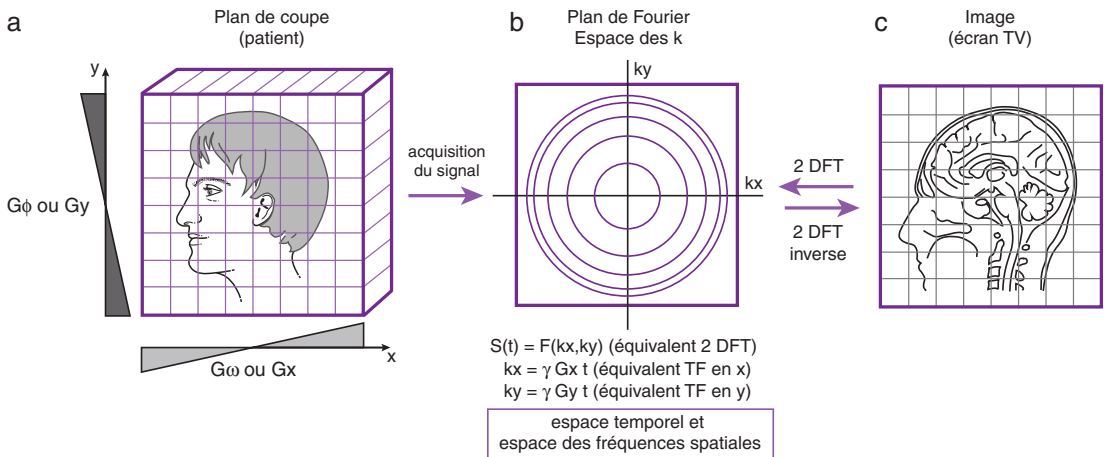 a
Plan de coupe
(patient)
y
Gϕ ou Gy
Gω ou Gx
x
acquisition
du signal
b
Plan de Fourier
Espace des k
ky
kx
S(t) = F(kx,ky) (équivalent 2 DFT)
kx = γ Gx t (équivalent TF en x)
ky = γ Gy t (équivalent TF en y)
espace temporel et
espace des fréquences spatiales
2 DFT
2 DFT
inverse
c
Image
(écran TV)